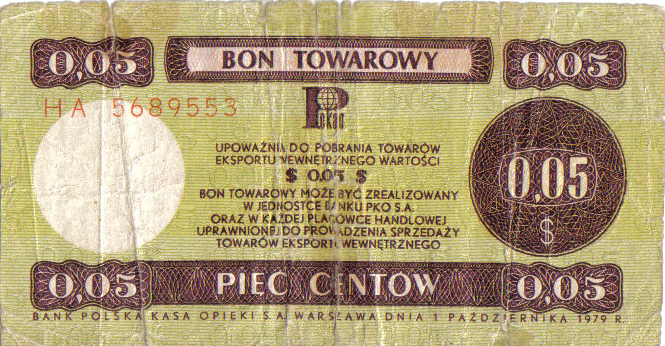 0,05 BON TOWAROWY 0,05
HA 5689553
Pekao
UPOWAŻNIA DO POBRANIA TOWARÓW
EKSPORTU WEWNĘTRZNEGO WARTOŚCI
$ 0,05 $
BON TOWAROWY MOŻE BYĆ ZREALIZOWANY
W JEDNOSTCE BANKU PKO S.A.
ORAZ W KAŻDEJ PLACÓWCE HANDLOWEJ
UPRAWNIONEJ DO PROWADZENIA SPRZEDAŻY
TOWARÓW EKSPORTU WEWNĘTRZNEGO
0,05
$
0,05 PIĘĆ CENTÓW 0,05
BANK POLSKA KASA OPIEKI S.A. WARSZAWA DNIA 1 PAŹDZIERNIKA 1979 R.